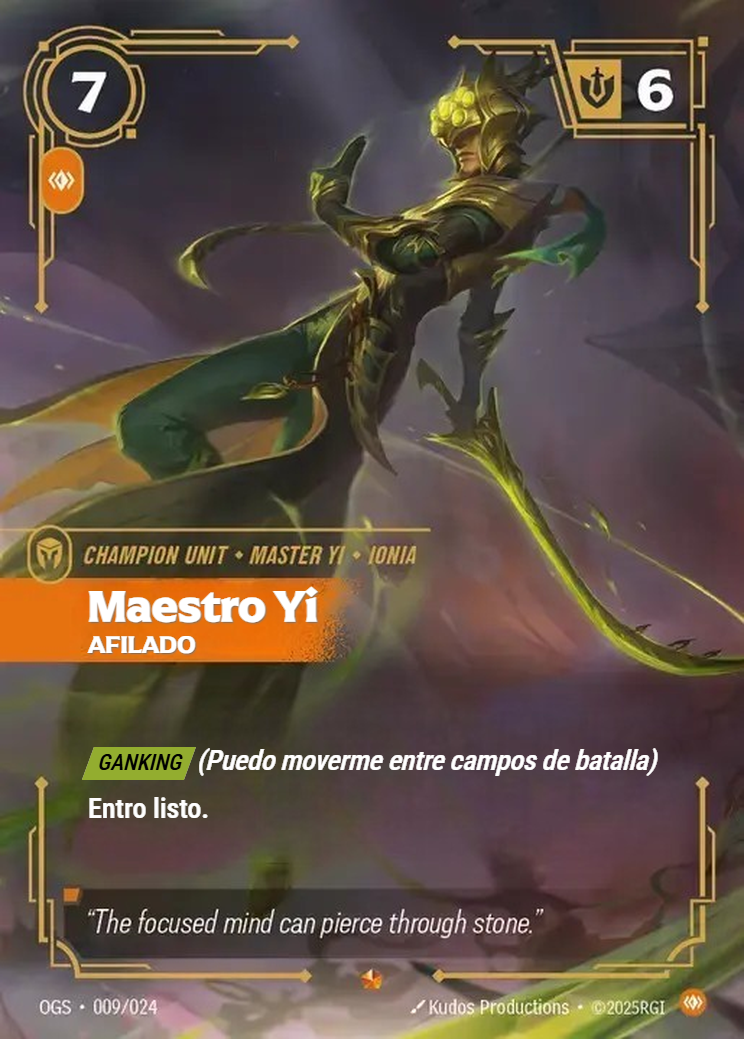 7
6
CHAMPION UNIT • MASTER YI • IONIA
Maestro Yi
AFILADO
GANKING (Puedo moverme entre campos de batalla)
Entro listo.
“The focused mind can pierce through stone.”
OGS • 009/024
Kudos Productions • ©2025RGI